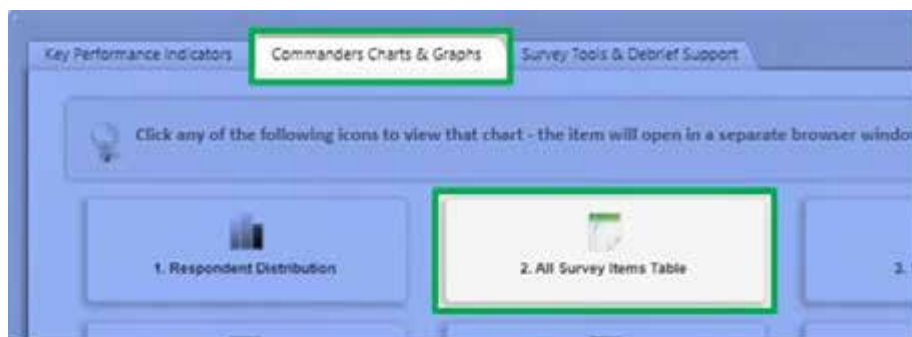 Key Performance Indicators Commanders Charts & Graphs Survey Tools & Debrief Support
Click any of the following icons to view that chart - the item will open in a separate browser windo
1. Respondent Distribution 2. All Survey Items Table 3.